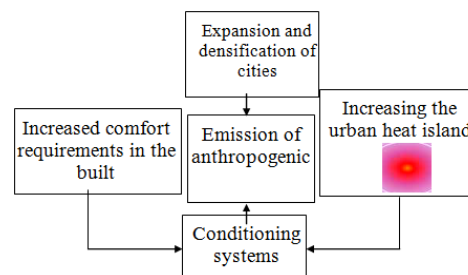 Expansion and
densification of
cities
Increased comfort
requirements in the
built
Emission of
anthropogenic
Increasing the
urban heat island
Conditioning
systems